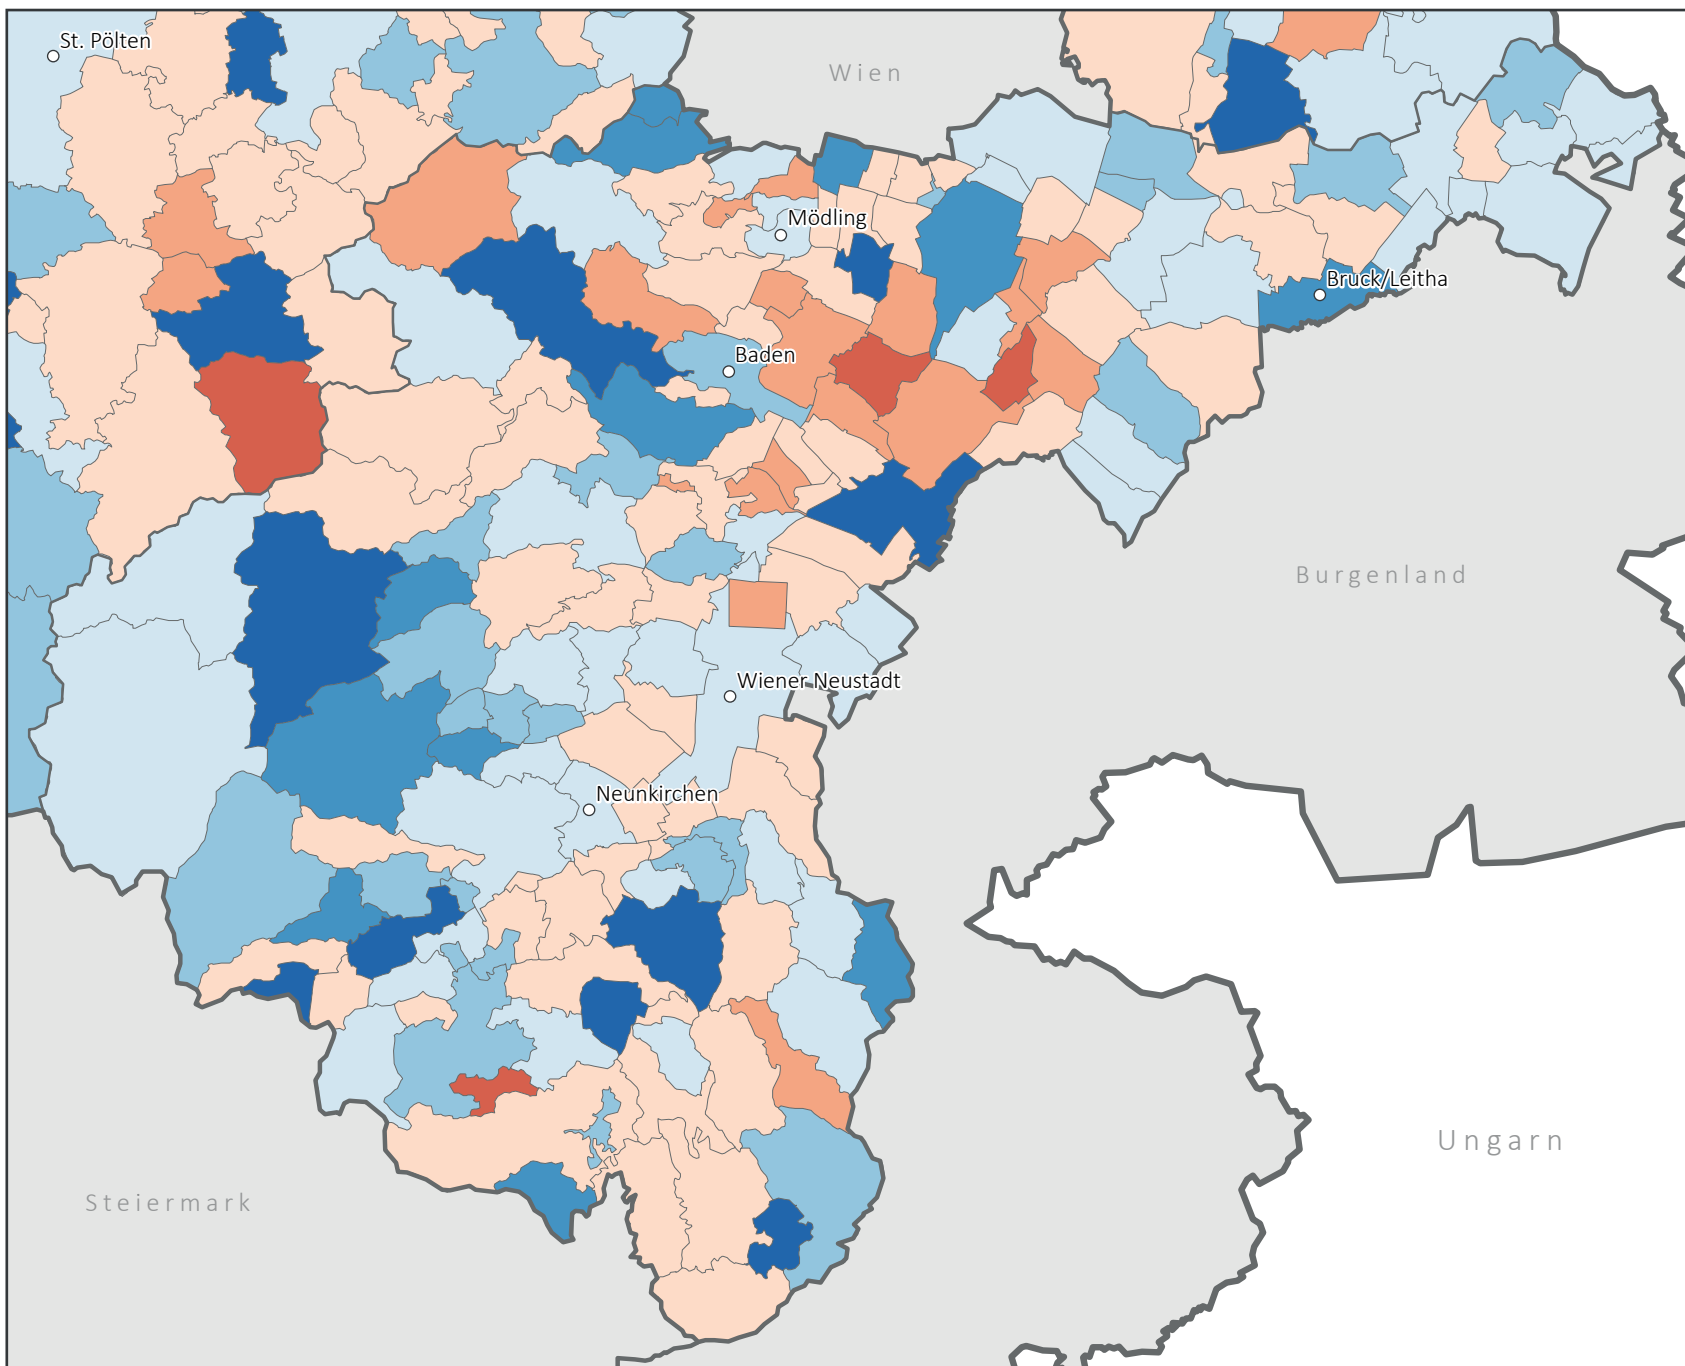 St. Pölten
Wien
Mödling
Bruck/Leitha
Baden
Burgenland
Wiener Neustadt
Neunkirchen
Ungarn
Steiermark